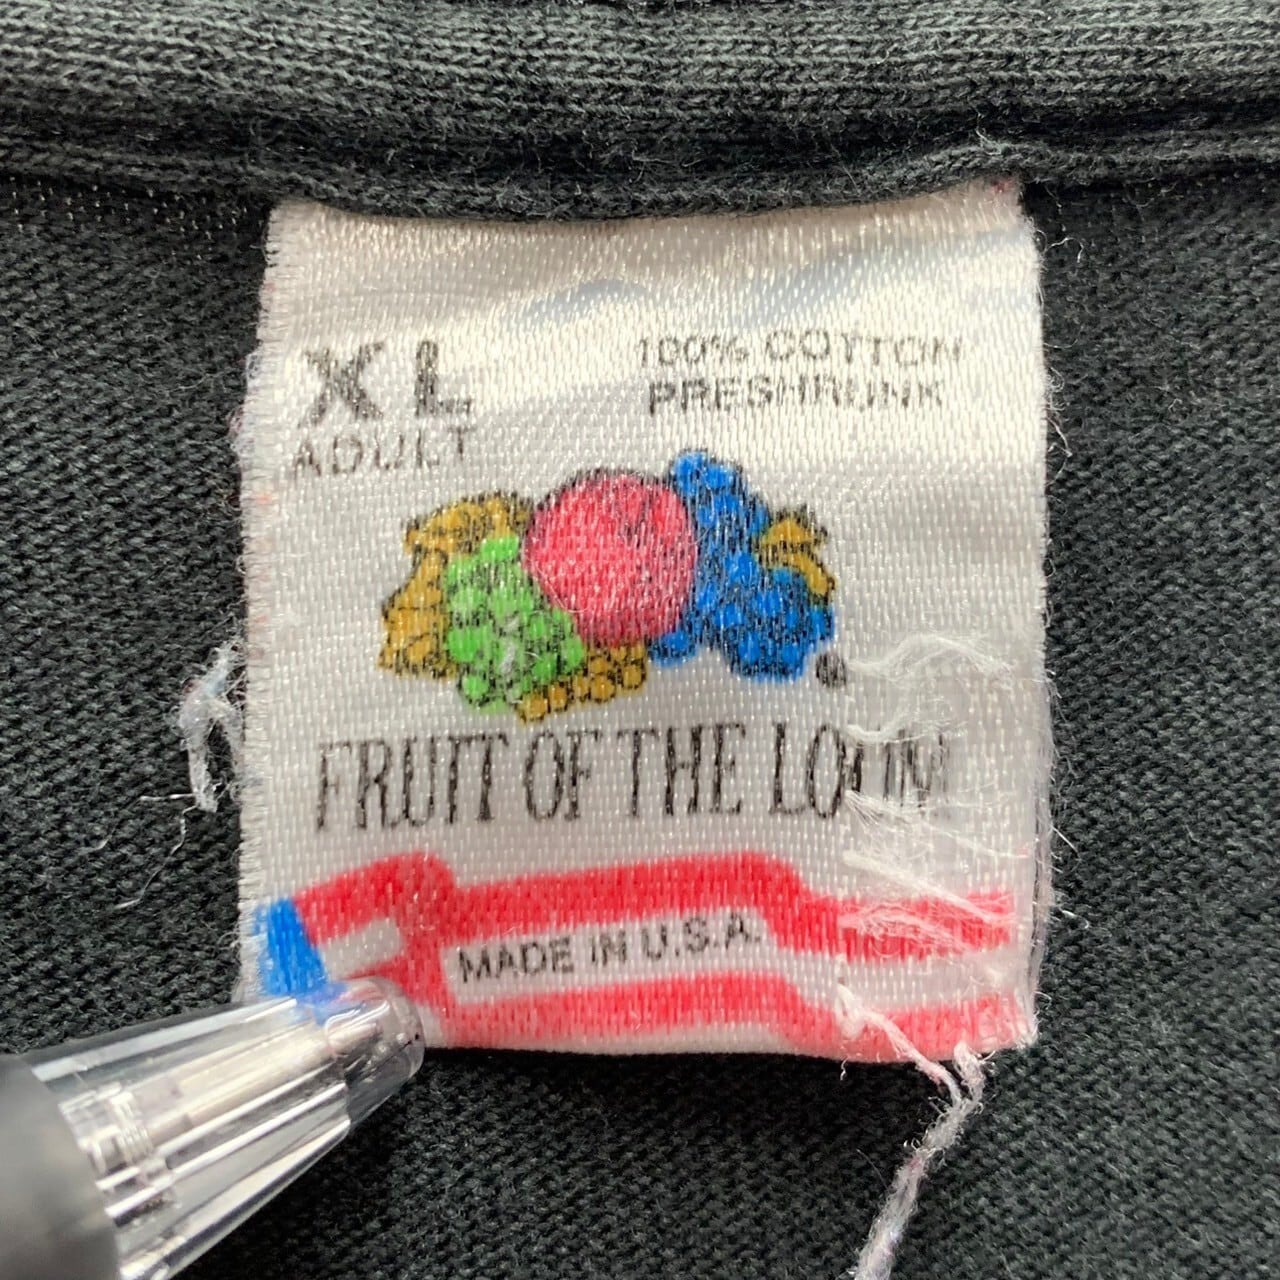 XL
ADULT
100% COTTON
PRESHRUNK
®
FRUIT OF THE LOOM
MADE IN U.S.A.